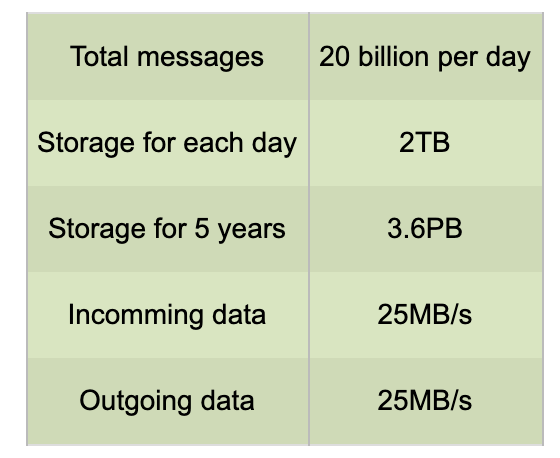 Total messages 20 billion per day
Storage for each day 2TB
Storage for 5 years 3.6PB
Incomming data 25MB/s
Outgoing data 25MB/s